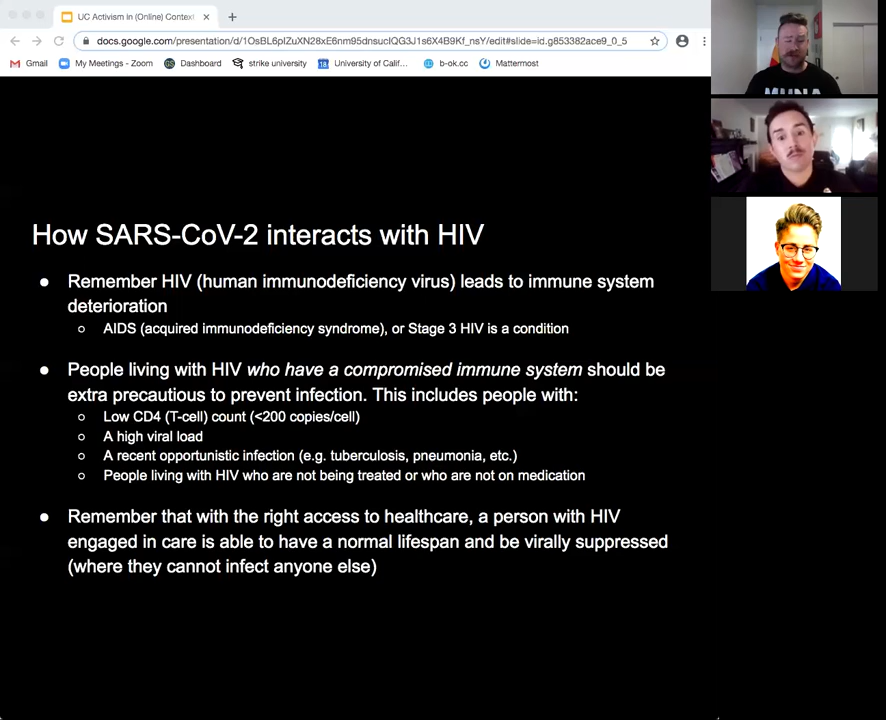 UC Activism In (Online) Context
docs.google.com/presentation/d/1OsBL6pIZuXN28xE6nm95dnsucIQG3J1s6X4B9Kf_nsY/edit#slide=id.g853382ace9_0_5
Gmail My Meetings - Zoom Dashboard strike university University of Calif... b-ok.cc Mattermost
MUNA
How SARS-CoV-2 interacts with HIV
● Remember HIV (human immunodeficiency virus) leads to immune system
deterioration
○ AIDS (acquired immunodeficiency syndrome), or Stage 3 HIV is a condition
● People living with HIV who have a compromised immune system should be
extra precautious to prevent infection. This includes people with:
○ Low CD4 (T-cell) count (<200 copies/cell)
○ A high viral load
○ A recent opportunistic infection (e.g. tuberculosis, pneumonia, etc.)
○ People living with HIV who are not being treated or who are not on medication
● Remember that with the right access to healthcare, a person with HIV
engaged in care is able to have a normal lifespan and be virally suppressed
(where they cannot infect anyone else)